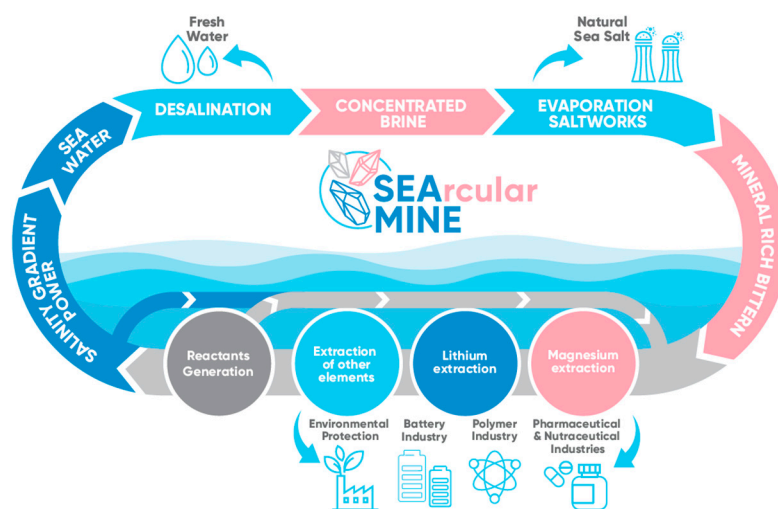 Fresh
Water
Natural
Sea Salt
SEA
WATER
DESALINATION
CONCENTRATED
BRINE
EVAPORATION
SALTWORKS
MINERAL RICH BITTERN
SEArcular
MINE
SALINITY GRADIENT
POWER
Reactants
Generation
Extraction
of other
elements
Lithium
extraction
Magnesium
extraction
Environmental
Protection
Battery
Industry
Polymer
Industry
Pharmaceutical
& Nutraceutical
Industries